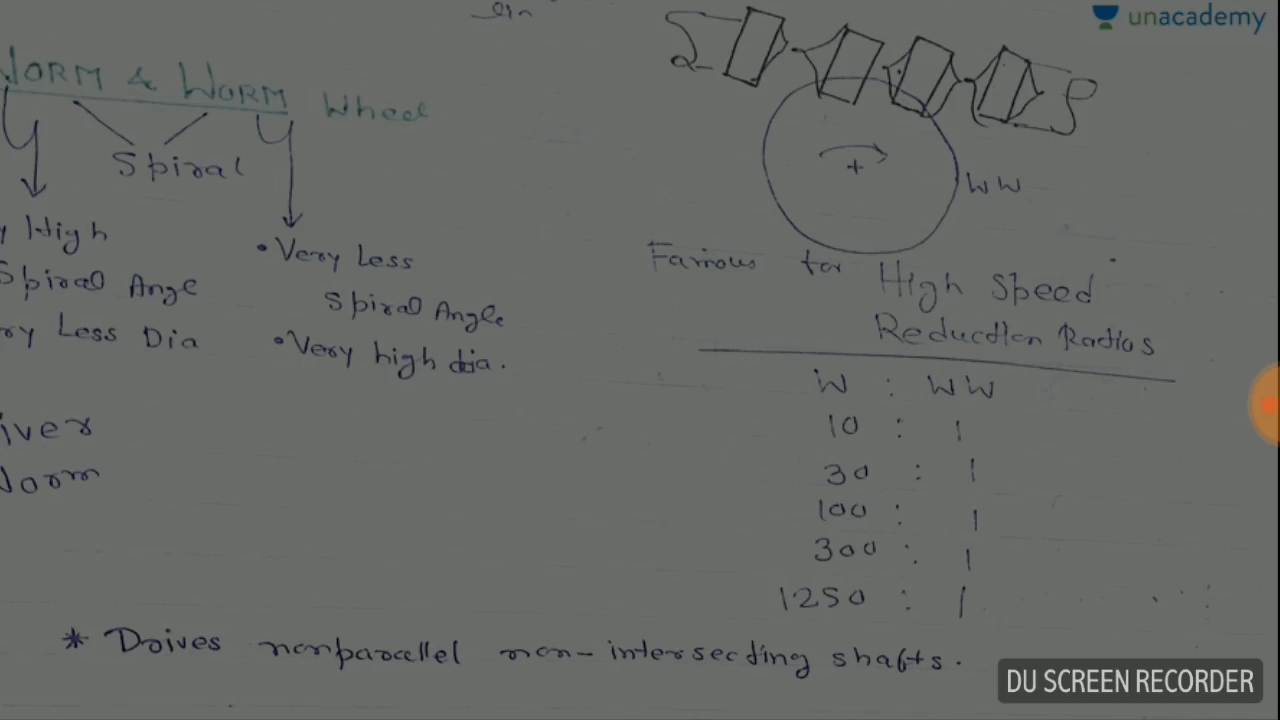 unacademy
WORM & WORM Wheel
Spiral
High
Spiral Angl
ry Less Dia
• Very Less
Spiral Angle
• Very high dia.
iver
Worm
WW
Famous for High Speed
Reduction Ratios
W : WW
10 : 1
30 : 1
100 : 1
300 : 1
1250 : 1
* Drives nonparallel non-intersecting shafts.
DU SCREEN RECORDER